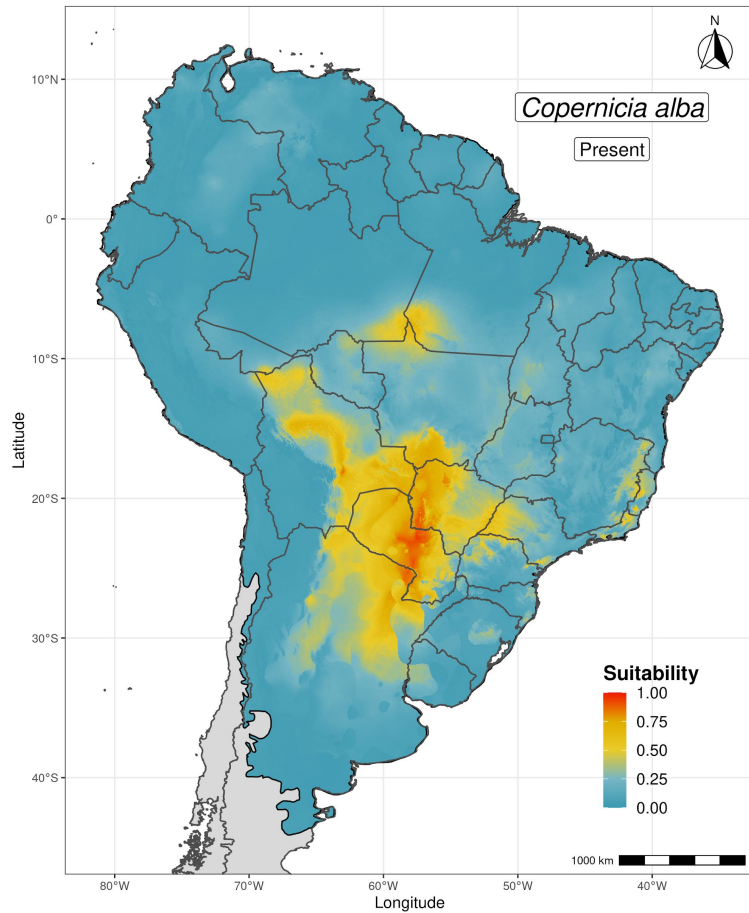 N
Copernicia alba
Present
10°N
0°
10°S
20°S
30°S
40°S
Latitude
Suitability
1.00
0.75
0.50
0.25
0.00
1000 km
80°W 70°W 60°W 50°W 40°W
Longitude